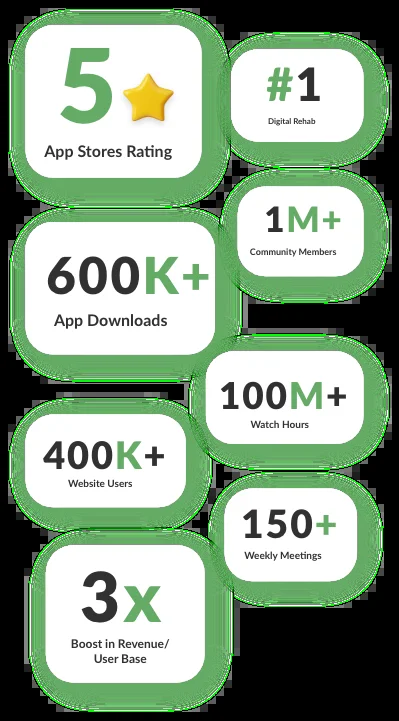 5
App Stores Rating
#1
Digital Rehab
1M+
Community Members
600K+
App Downloads
100M+
Watch Hours
400K+
Website Users
150+
Weekly Meetings
3x
Boost in Revenue/
User Base